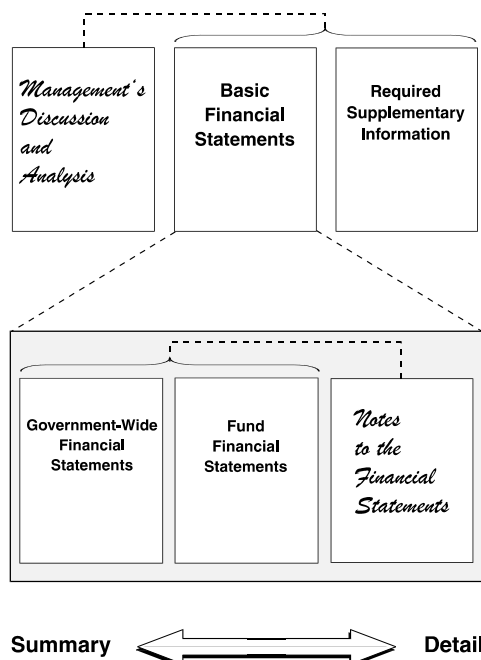 Management's
Discussion
and
Analysis
Basic
Financial
Statements
Required
Supplementary
Information
Government-Wide
Financial
Statements
Fund
Financial
Statements
Notes
to the
Financial
Statements
Summary
Detail